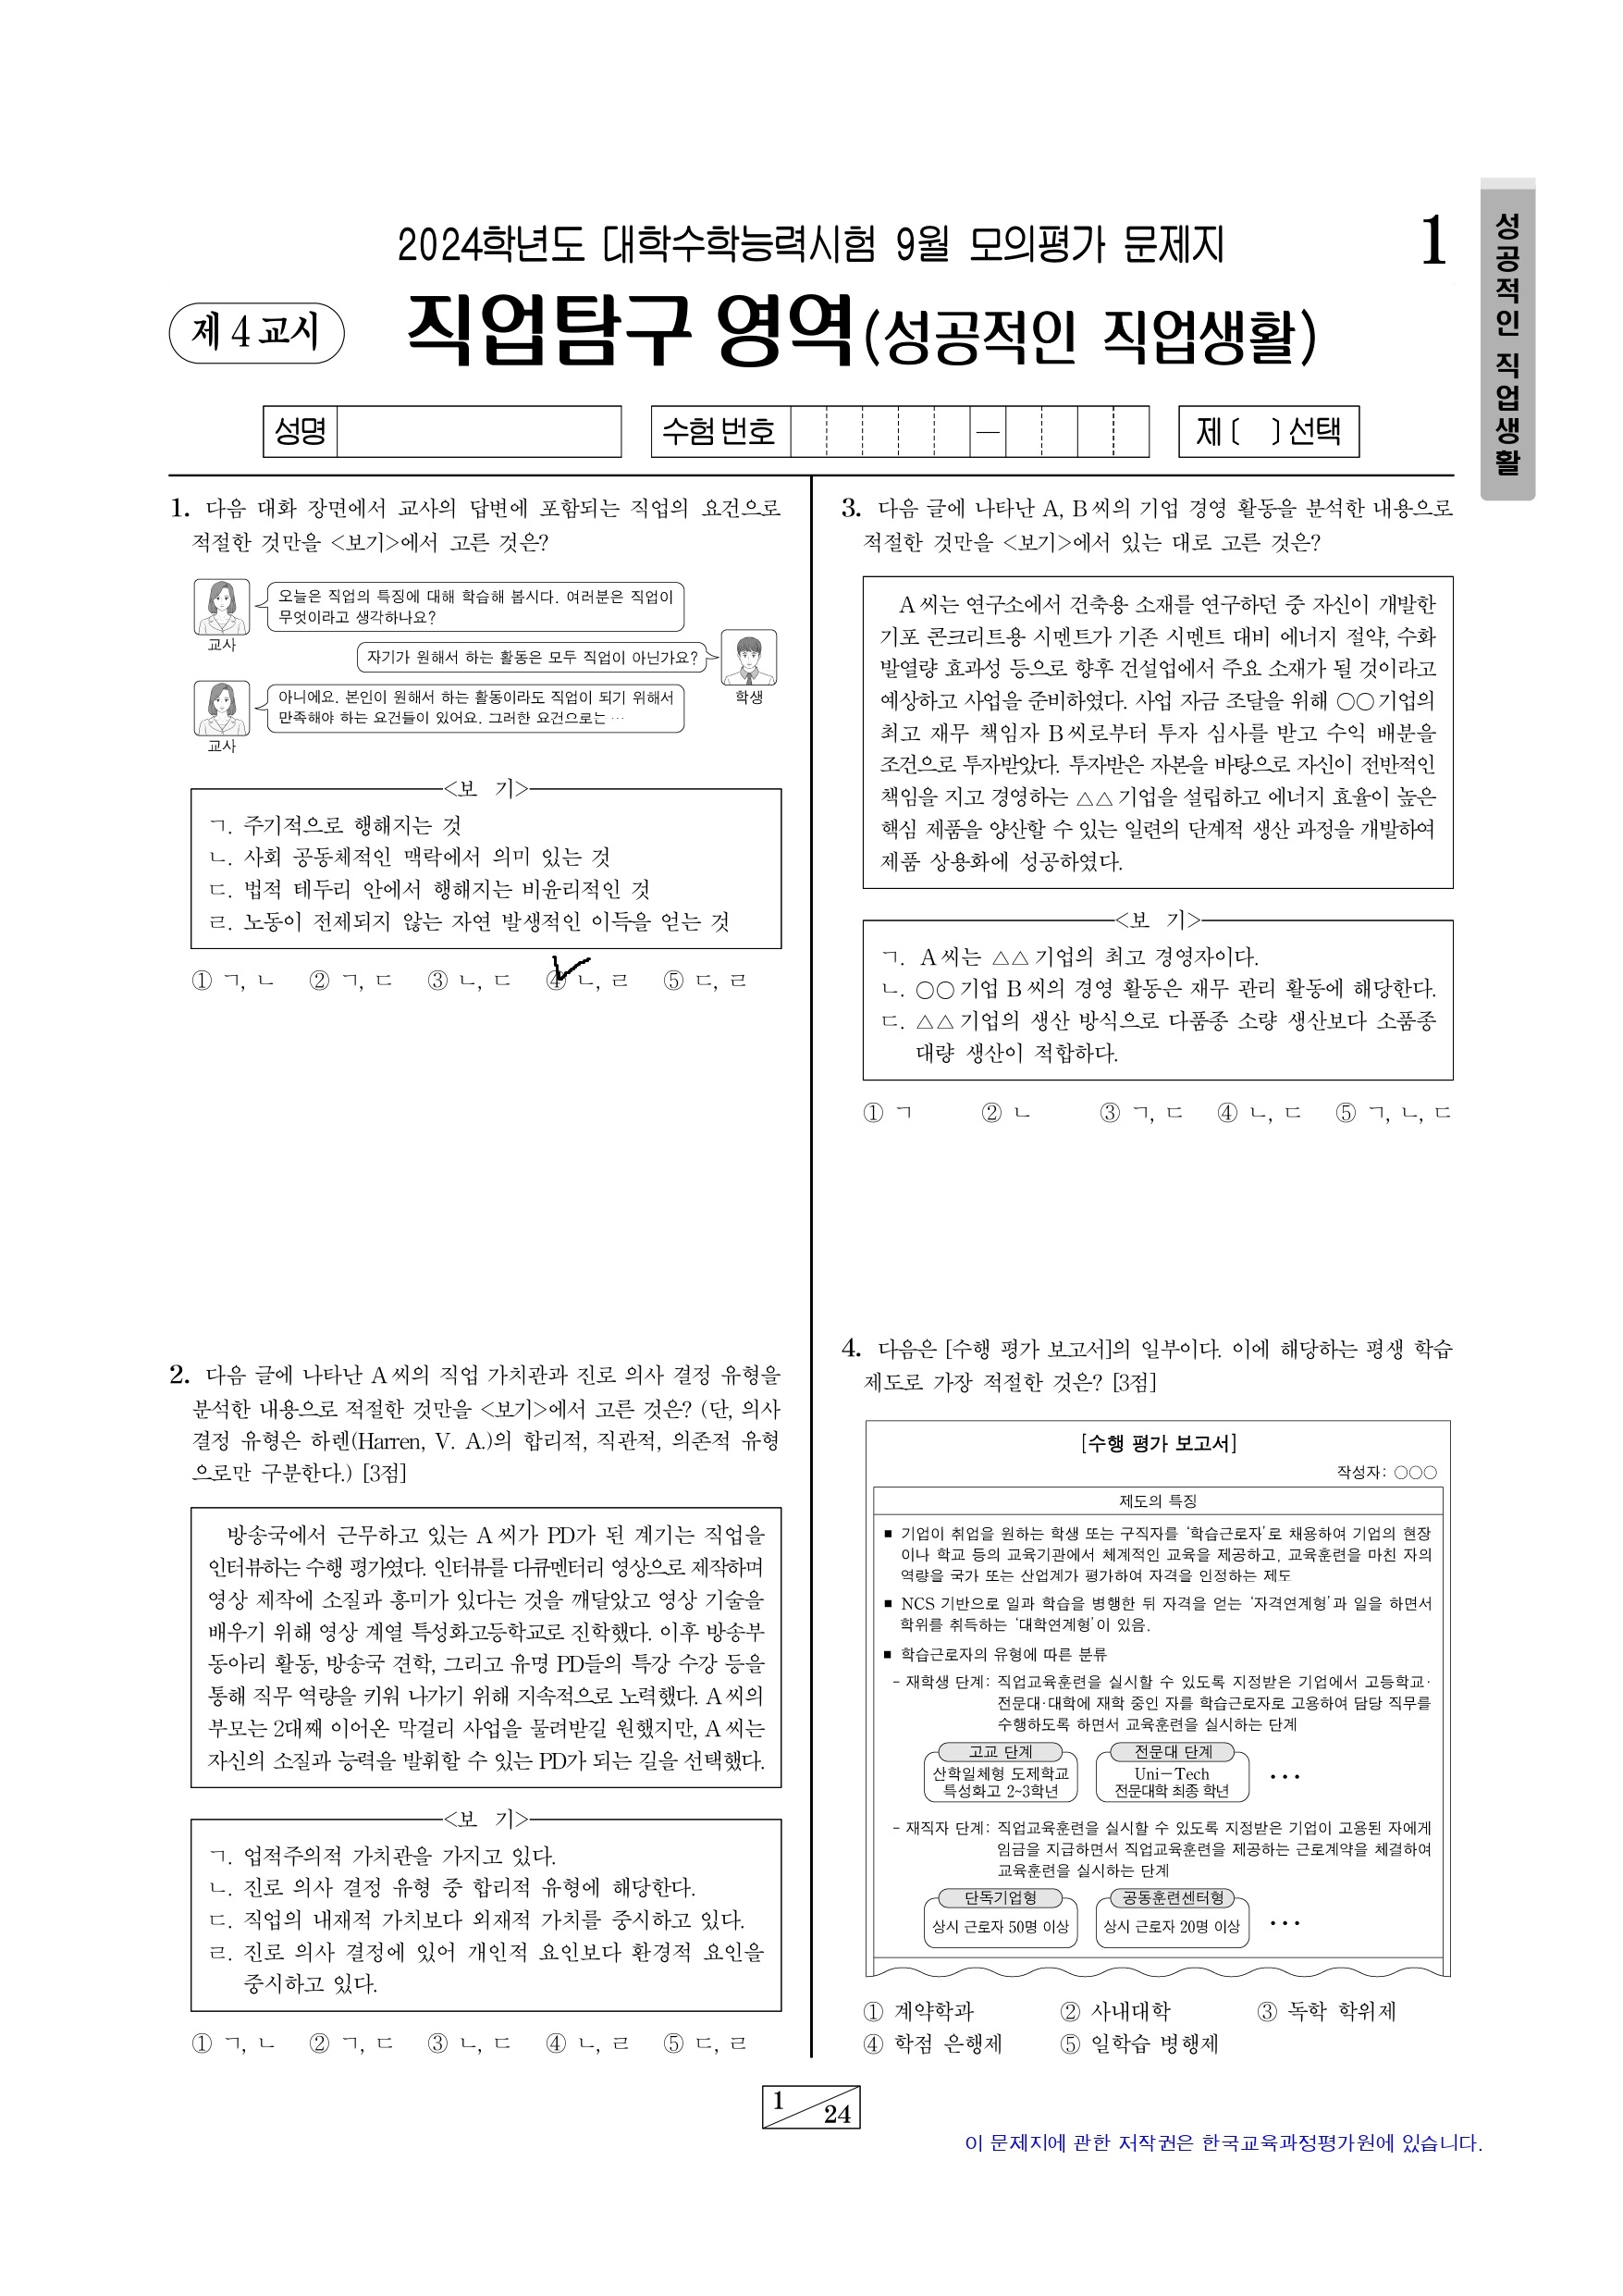 2024학년도 대학수학능력시험 9월 모의평가 문제지
1
제 4 교시
직업탐구 영역(성공적인 직업생활)
성공적인 직업생활
성명
수험 번호
—
제 〔 〕 선택
1. 다음 대화 장면에서 교사의 답변에 포함되는 직업의 요건으로
적절한 것만을 <보기>에서 고른 것은?
오늘은 직업의 특징에 대해 학습해 봅시다. 여러분은 직업이
무엇이라고 생각하나요?
교사
자기가 원해서 하는 활동은 모두 직업이 아닌가요?
학생
아니에요. 본인이 원해서 하는 활동이라도 직업이 되기 위해서
만족해야 하는 요건들이 있어요. 그러한 요건으로는 …
교사
<보 기>
ㄱ. 주기적으로 행해지는 것
ㄴ. 사회 공동체적인 맥락에서 의미 있는 것
ㄷ. 법적 테두리 안에서 행해지는 비윤리적인 것
ㄹ. 노동이 전제되지 않는 자연 발생적인 이득을 얻는 것
① ㄱ, ㄴ ② ㄱ, ㄷ ③ ㄴ, ㄷ ④ ㄴ, ㄹ ⑤ ㄷ, ㄹ
2. 다음 글에 나타난 A 씨의 직업 가치관과 진로 의사 결정 유형을
분석한 내용으로 적절한 것만을 <보기>에서 고른 것은? (단, 의사
결정 유형은 하렌(Harren, V. A.)의 합리적, 직관적, 의존적 유형
으로만 구분한다.) [3점]
방송국에서 근무하고 있는 A 씨가 PD가 된 계기는 직업을
인터뷰하는 수행 평가였다. 인터뷰를 다큐멘터리 영상으로 제작하며
영상 제작에 소질과 흥미가 있다는 것을 깨달았고 영상 기술을
배우기 위해 영상 계열 특성화고등학교로 진학했다. 이후 방송부
동아리 활동, 방송국 견학, 그리고 유명 PD들의 특강 수강 등을
통해 직무 역량을 키워 나가기 위해 지속적으로 노력했다. A 씨의
부모는 2대째 이어온 막걸리 사업을 물려받길 원했지만, A 씨는
자신의 소질과 능력을 발휘할 수 있는 PD가 되는 길을 선택했다.
<보 기>
ㄱ. 업적주의적 가치관을 가지고 있다.
ㄴ. 진로 의사 결정 유형 중 합리적 유형에 해당한다.
ㄷ. 직업의 내재적 가치보다 외재적 가치를 중시하고 있다.
ㄹ. 진로 의사 결정에 있어 개인적 요인보다 환경적 요인을
중시하고 있다.
① ㄱ, ㄴ ② ㄱ, ㄷ ③ ㄴ, ㄷ ④ ㄴ, ㄹ ⑤ ㄷ, ㄹ
3. 다음 글에 나타난 A, B 씨의 기업 경영 활동을 분석한 내용으로
적절한 것만을 <보기>에서 있는 대로 고른 것은?
A 씨는 연구소에서 건축용 소재를 연구하던 중 자신이 개발한
기포 콘크리트용 시멘트가 기존 시멘트 대비 에너지 절약, 수화
발열량 효과성 등으로 향후 건설업에서 주요 소재가 될 것이라고
예상하고 사업을 준비하였다. 사업 자금 조달을 위해 ○○ 기업의
최고 재무 책임자 B 씨로부터 투자 심사를 받고 수익 배분을
조건으로 투자받았다. 투자받은 자본을 바탕으로 자신이 전반적인
책임을 지고 경영하는 △△ 기업을 설립하고 에너지 효율이 높은
핵심 제품을 양산할 수 있는 일련의 단계적 생산 과정을 개발하여
제품 상용화에 성공하였다.
<보 기>
ㄱ. A 씨는 △△ 기업의 최고 경영자이다.
ㄴ. ○○ 기업 B 씨의 경영 활동은 재무 관리 활동에 해당한다.
ㄷ. △△ 기업의 생산 방식으로 다품종 소량 생산보다 소품종
대량 생산이 적합하다.
① ㄱ ② ㄴ ③ ㄱ, ㄷ ④ ㄴ, ㄷ ⑤ ㄱ, ㄴ, ㄷ
4. 다음은 [수행 평가 보고서]의 일부이다. 이에 해당하는 평생 학습
제도로 가장 적절한 것은? [3점]
[수행 평가 보고서]
작성자: ○○○
제도의 특징
■ 기업이 취업을 원하는 학생 또는 구직자를 ‘학습근로자’로 채용하여 기업의 현장
이나 학교 등의 교육기관에서 체계적인 교육을 제공하고, 교육훈련을 마친 자의
역량을 국가 또는 산업계가 평가하여 자격을 인정하는 제도
■ NCS 기반으로 일과 학습을 병행한 뒤 자격을 얻는 ‘자격연계형’과 일을 하면서
학위를 취득하는 ‘대학연계형’이 있음.
■ 학습근로자의 유형에 따른 분류
- 재학생 단계: 직업교육훈련을 실시할 수 있도록 지정받은 기업에서 고등학교·
전문대·대학에 재학 중인 자를 학습근로자로 고용하여 담당 직무를
수행하도록 하면서 교육훈련을 실시하는 단계
고교 단계 전문대 단계
산학일체형 도제학교 Uni-Tech …
특성화고 2~3학년 전문대학 최종 학년
- 재직자 단계: 직업교육훈련을 실시할 수 있도록 지정받은 기업이 고용된 자에게
임금을 지급하면서 직업교육훈련을 제공하는 근로계약을 체결하여
교육훈련을 실시하는 단계
단독기업형 공동훈련센터형
상시 근로자 50명 이상 상시 근로자 20명 이상 …
① 계약학과 ② 사내대학 ③ 독학 학위제
④ 학점 은행제 ⑤ 일학습 병행제
1 24
이 문제지에 관한 저작권은 한국교육과정평가원에 있습니다.